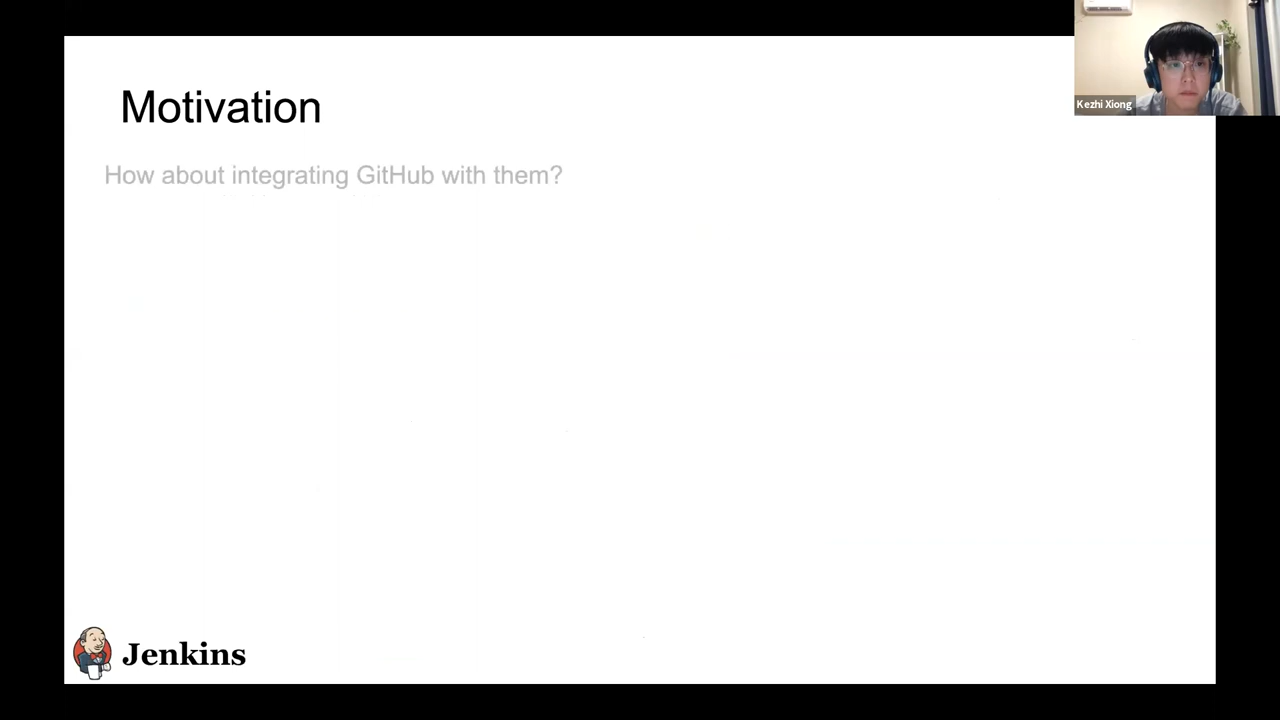 Motivation
Kezhi Xiong
How about integrating GitHub with them?
Jenkins